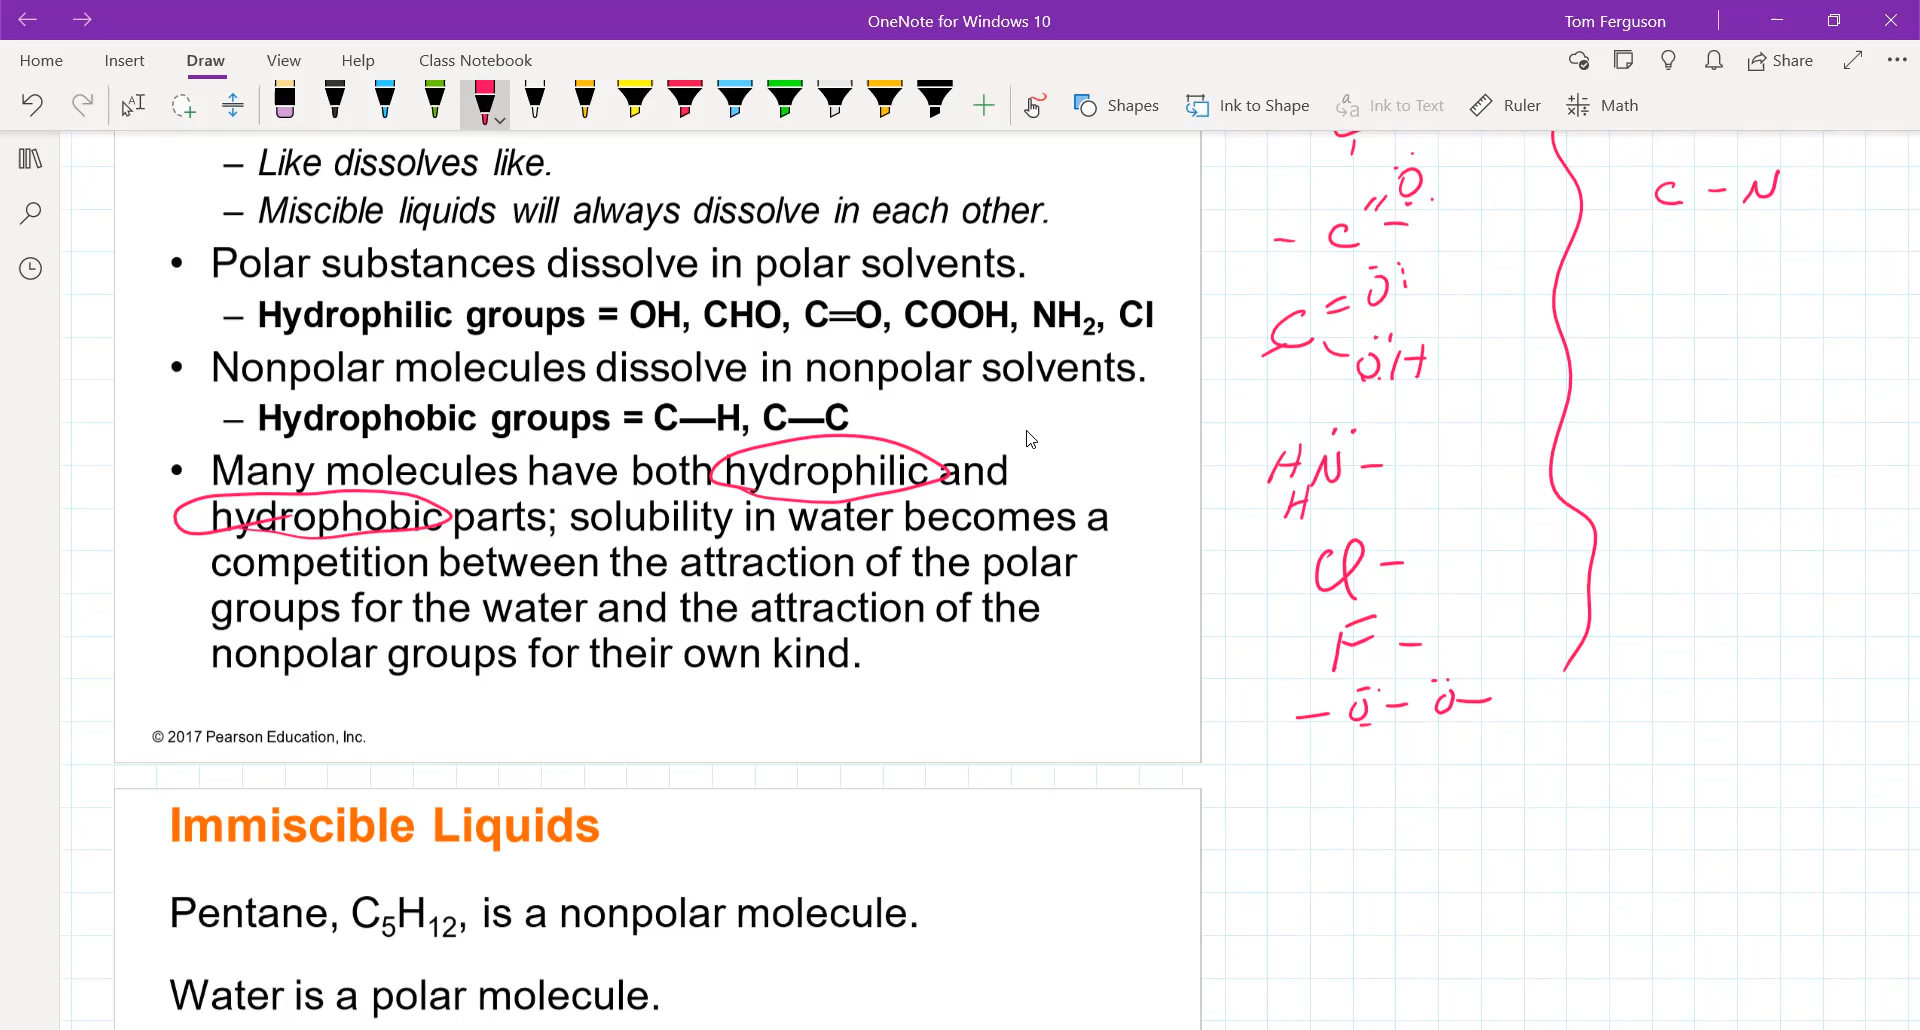 OneNote for Windows 10
Tom Ferguson
Home Insert Draw View Help Class Notebook
Share
Shapes Ink to Shape Ink to Text Ruler Math
– Like dissolves like.
– Miscible liquids will always dissolve in each other.
• Polar substances dissolve in polar solvents.
– Hydrophilic groups = OH, CHO, C=O, COOH, NH₂, Cl
• Nonpolar molecules dissolve in nonpolar solvents.
– Hydrophobic groups = C—H, C—C
• Many molecules have both hydrophilic and
hydrophobic parts; solubility in water becomes a
competition between the attraction of the polar
groups for the water and the attraction of the
nonpolar groups for their own kind.
© 2017 Pearson Education, Inc.
Immiscible Liquids
Pentane, C₅H₁₂, is a nonpolar molecule.
Water is a polar molecule.
O
- C -
C = O
- OH
H N -
H
Cl -
F -
- O - O -
C - N